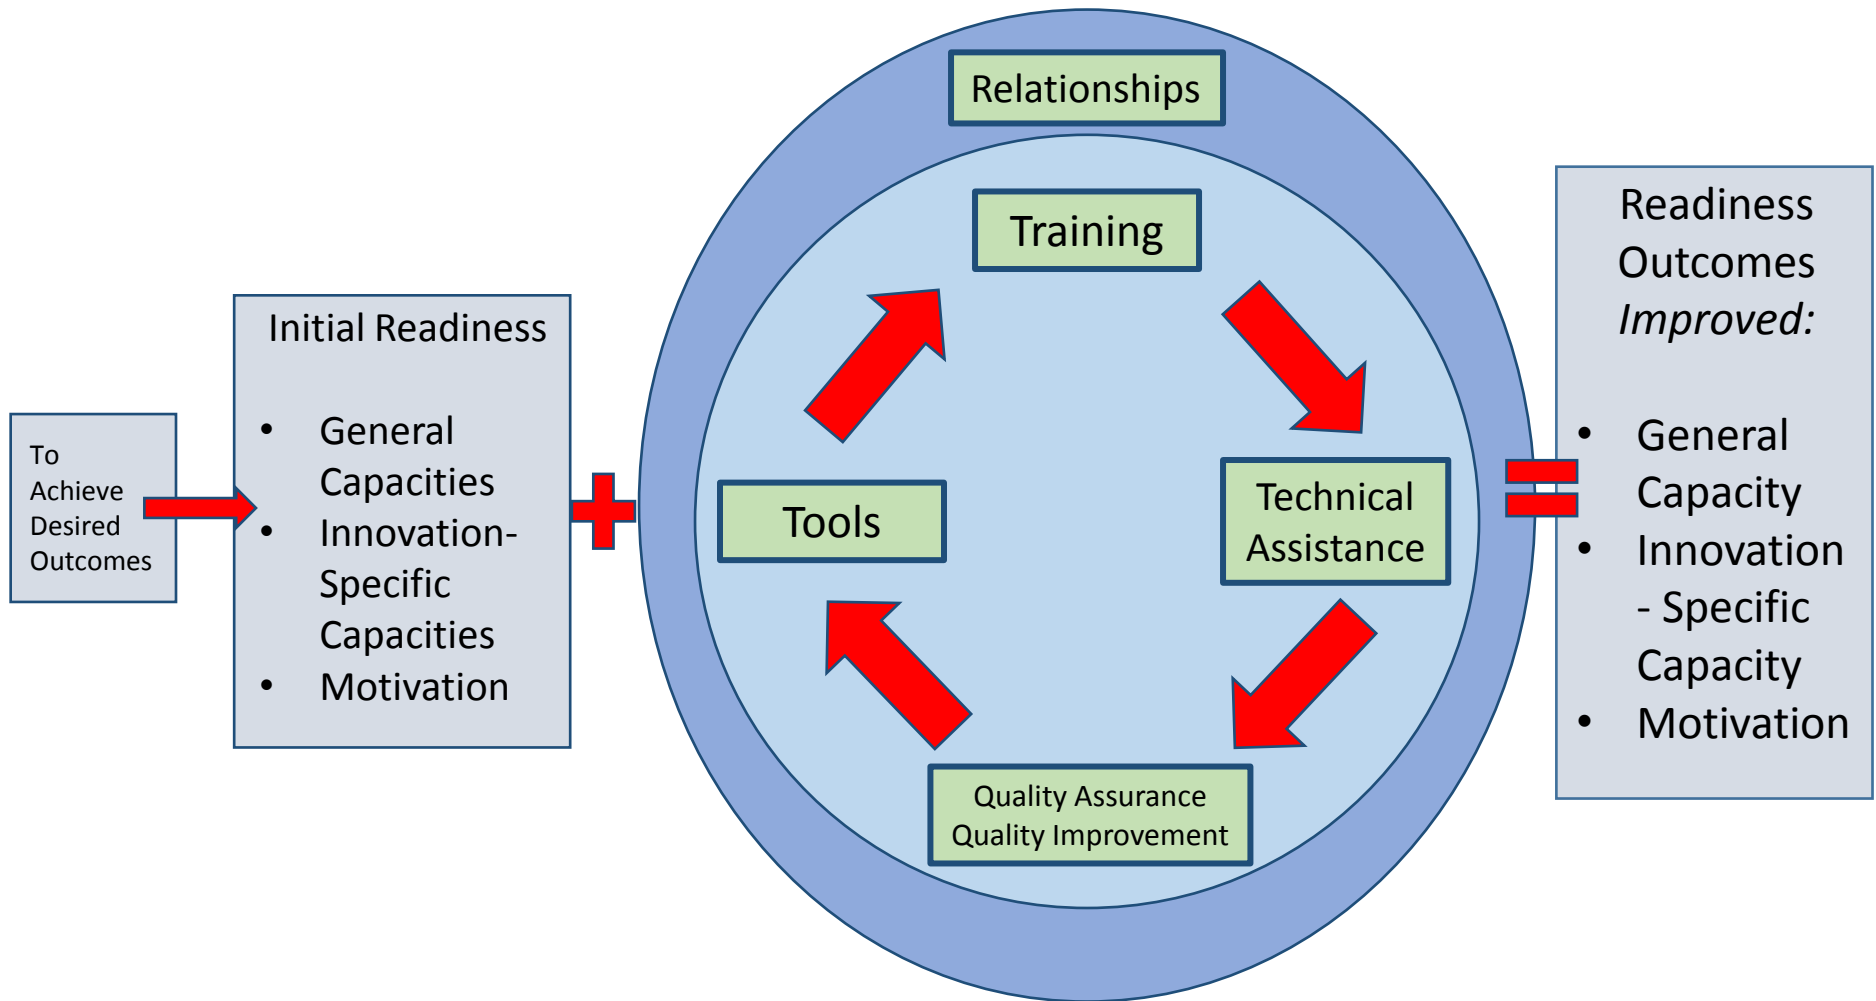 To
Achieve
Desired
Outcomes
Initial Readiness
• General
Capacities
• Innovation-
Specific
Capacities
• Motivation
Relationships
Training
Tools
Technical
Assistance
Quality Assurance
Quality Improvement
Readiness
Outcomes
Improved:
• General
Capacity
• Innovation
- Specific
Capacity
• Motivation